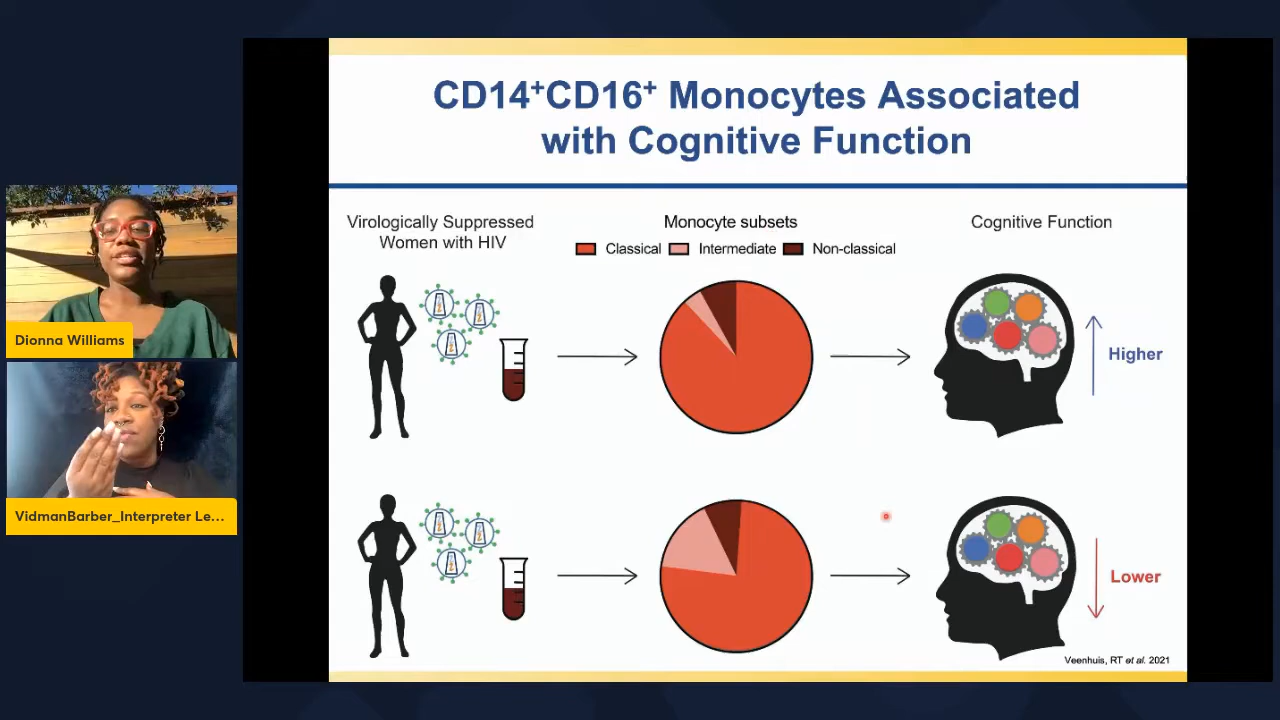 CD14⁺CD16⁺ Monocytes Associated
with Cognitive Function
Virologically Suppressed
Women with HIV
Monocyte subsets
Classical Intermediate Non-classical
Cognitive Function
Higher
Lower
Veenhuis, RT et al. 2021
Dionna Williams
VidmanBarber_Interpreter Le...